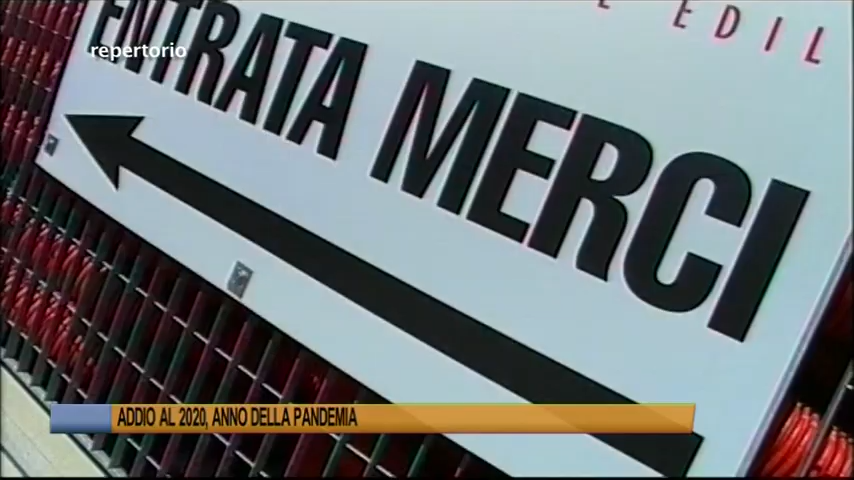 repertorio
E EDIL
ENTRATA MERCI
ADDIO AL 2020, ANNO DELLA PANDEMIA